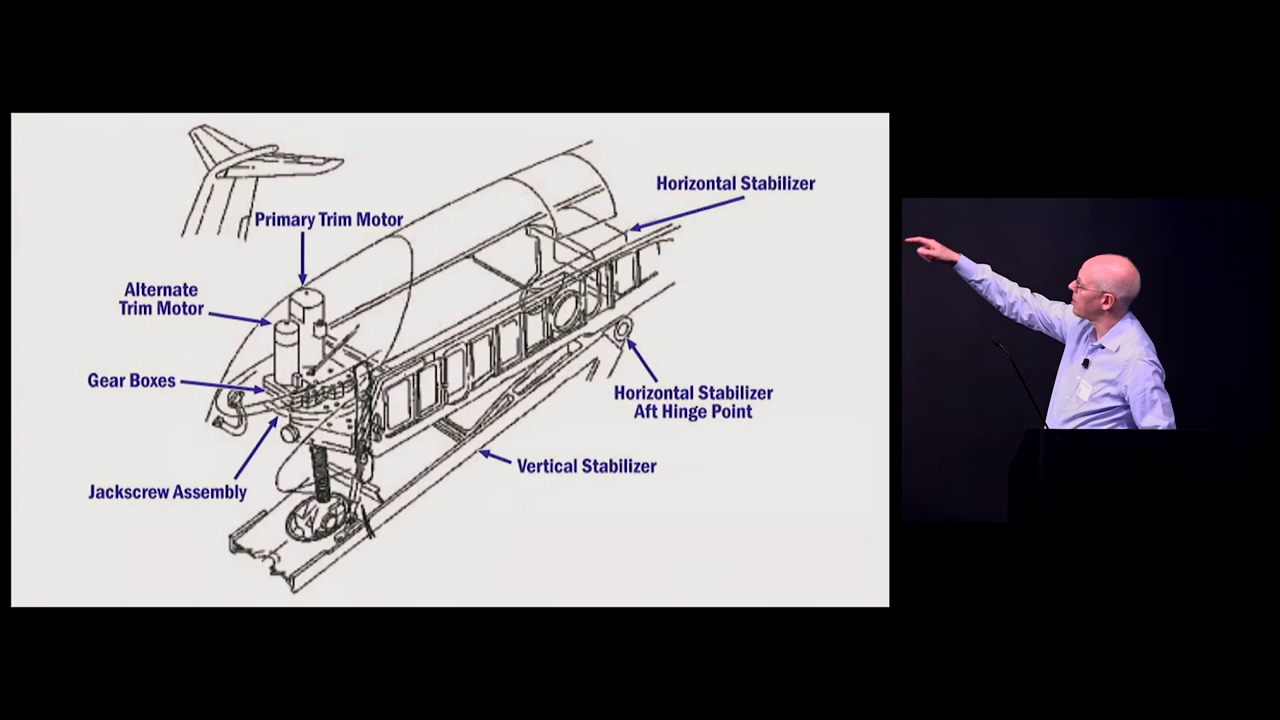 Horizontal Stabilizer
Primary Trim Motor
Alternate
Trim Motor
Gear Boxes
Horizontal Stabilizer
Aft Hinge Point
Vertical Stabilizer
Jackscrew Assembly